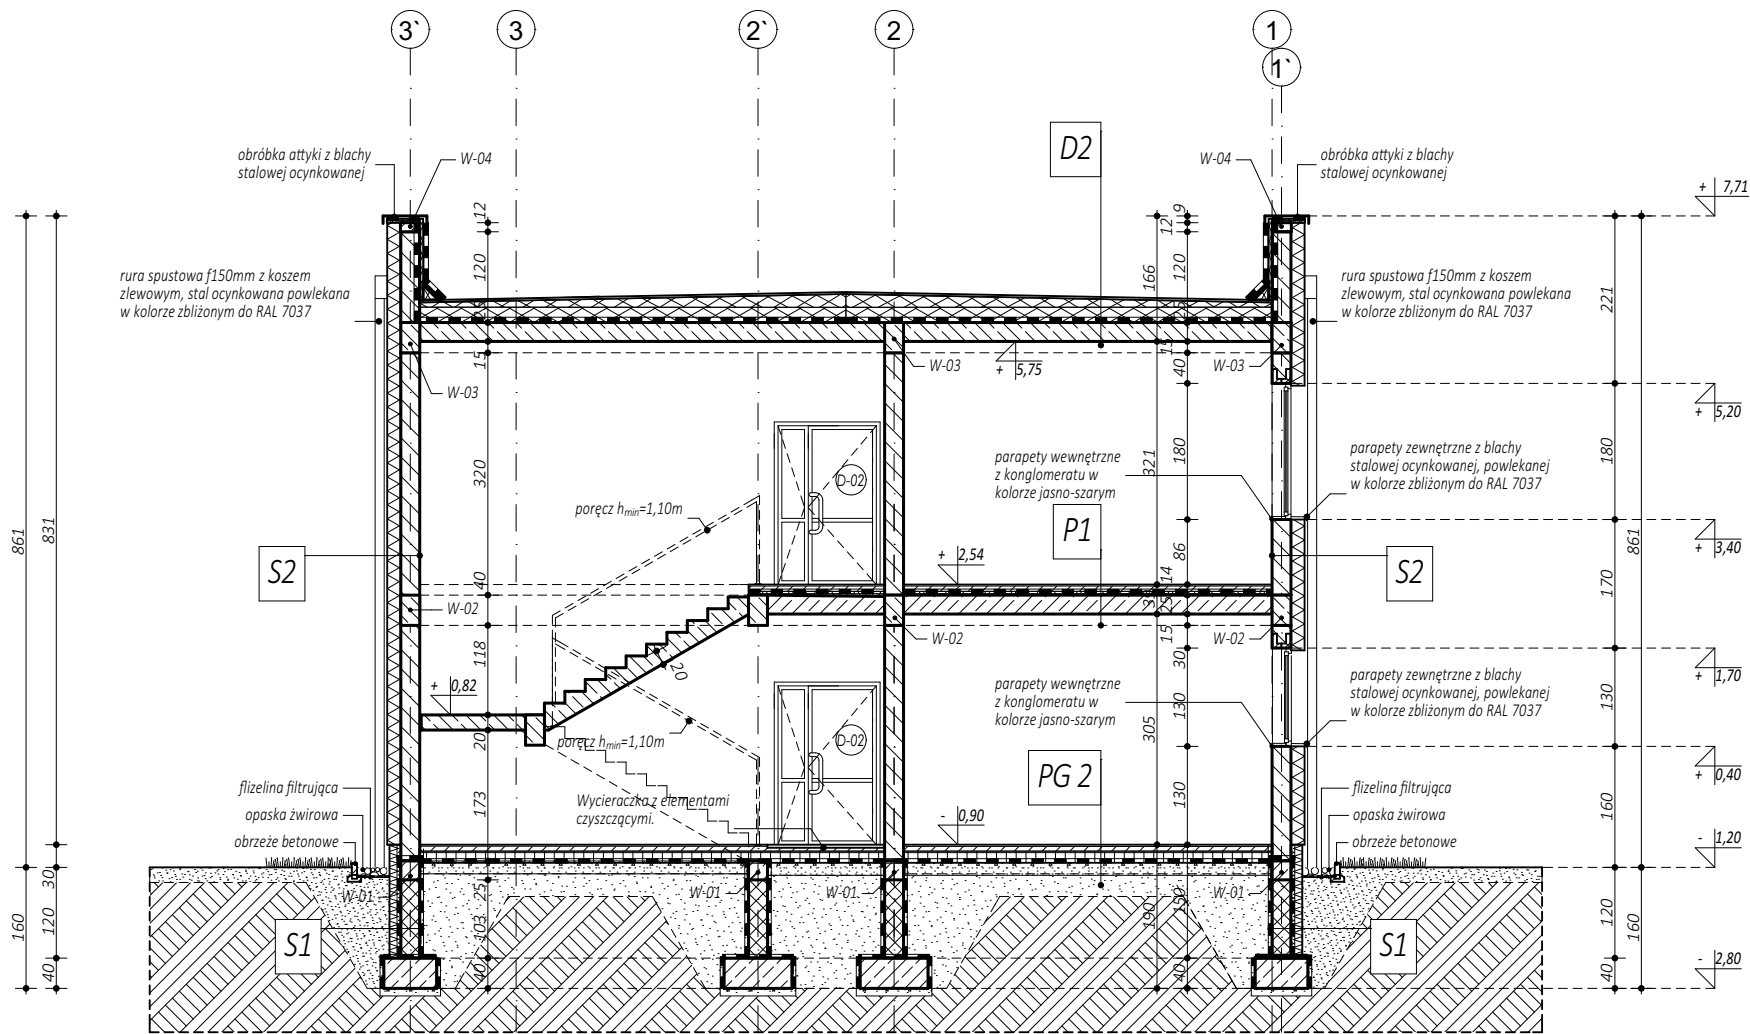 3`
3
2`
2
1
1`
D2
obróbka attyki z blachy
stalowej ocynkowanej
W-04
W-04
obróbka attyki z blachy
stalowej ocynkowanej
+ 7,71
12
9
12
120
166
120
221
rura spustowa f150mm z koszem
zlewowym, stal ocynkowana powlekana
w kolorze zbliżonym do RAL 7037
rura spustowa f150mm z koszem
zlewowym, stal ocynkowana powlekana
w kolorze zbliżonym do RAL 7037
15
15
40
W-03
W-03
W-03
+ 5,75
+ 5,20
320
321
180
180
D-02
poręcz hmin=1,10m
parapety wewnętrzne
z konglomeratu w
kolorze jasno-szarym
parapety zewnętrzne z blachy
stalowej ocynkowanej, powlekanej
w kolorze zbliżonym do RAL 7037
P1
861
831
861
+ 3,40
+ 2,54
86
S2
S2
40
14
25
170
W-02
W-02
W-02
15
118
20
30
+ 0,82
+ 1,70
parapety wewnętrzne
z konglomeratu w
kolorze jasno-szarym
parapety zewnętrzne z blachy
stalowej ocynkowanej, powlekanej
w kolorze zbliżonym do RAL 7037
130
130
305
20
poręcz hmin=1,10m
D-02
PG 2
+ 0,40
173
130
160
Wycieraczka z elementami
czyszczącymi.
- 0,90
flizelina filtrująca
opaska żwirowa
obrzeże betonowe
flizelina filtrująca
opaska żwirowa
obrzeże betonowe
- 1,20
30
W-01
W-01
W-01
W-01
25
160
120
103
190
150
120
160
S1
S1
40
40
40
40
- 2,80